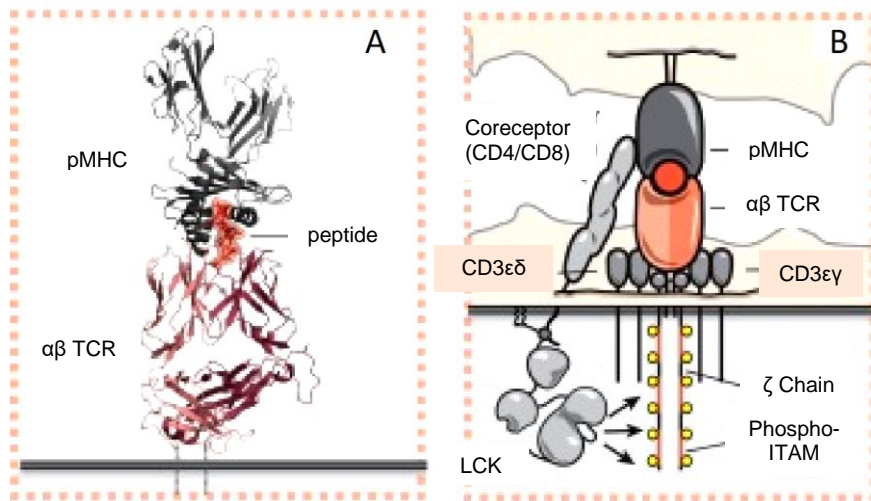 A
pMHC
peptide
αβ TCR
B
Coreceptor
(CD4/CD8)
pMHC
αβ TCR
CD3εδ
CD3εγ
ζ Chain
Phospho-
ITAM
LCK